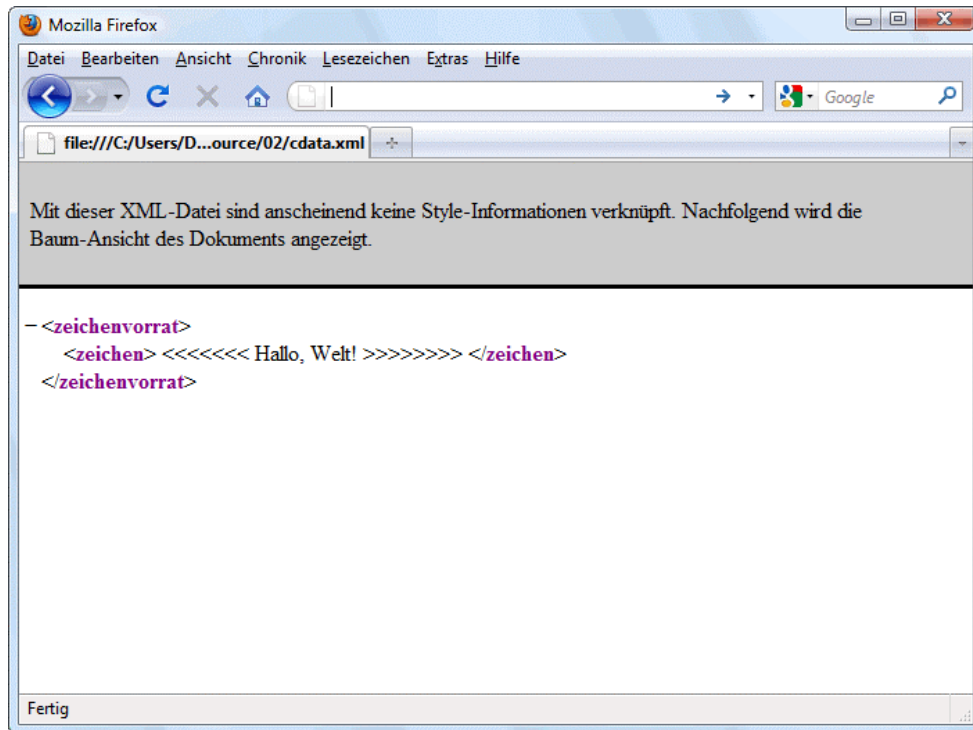 Mozilla Firefox
Datei Bearbeiten Ansicht Chronik Lesezeichen Extras Hilfe
Google
file:///C:/Users/D...ource/02/cdata.xml
Mit dieser XML-Datei sind anscheinend keine Style-Informationen verknüpft. Nachfolgend wird die
Baum-Ansicht des Dokuments angezeigt.
− <zeichenvorrat>
<zeichen> <<<<<<< Hallo, Welt! >>>>>>>> </zeichen>
</zeichenvorrat>
Fertig